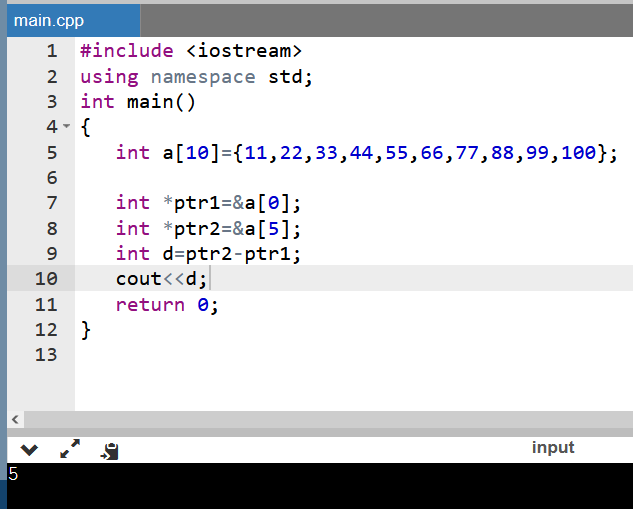 main.cpp
1 #include <iostream>
2 using namespace std;
3 int main()
4 {
5 int a[10]={11,22,33,44,55,66,77,88,99,100};
6
7 int *ptr1=&a[0];
8 int *ptr2=&a[5];
9 int d=ptr2-ptr1;
10 cout<<d;
11 return 0;
12 }
13
input
5